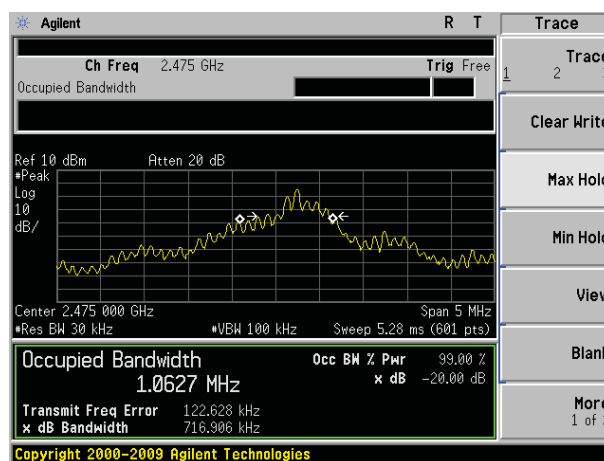 Agilent R T Trace
Ch Freq 2.475 GHz Trig Free
Occupied Bandwidth
Trace
1 2
Clear Write
Max Hold
Min Hold
View
Blank
More
1 of
Ref 10 dBm Atten 20 dB
#Peak
Log
10
dB/
Center 2.475 000 GHz Span 5 MHz
#Res BW 30 kHz #VBW 100 kHz Sweep 5.28 ms (601 pts)
Occupied Bandwidth Occ BW % Pwr 99.00 %
1.0627 MHz x dB -20.00 dB
Transmit Freq Error 122.628 kHz
x dB Bandwidth 716.906 kHz
Copyright 2000-2009 Agilent Technologies